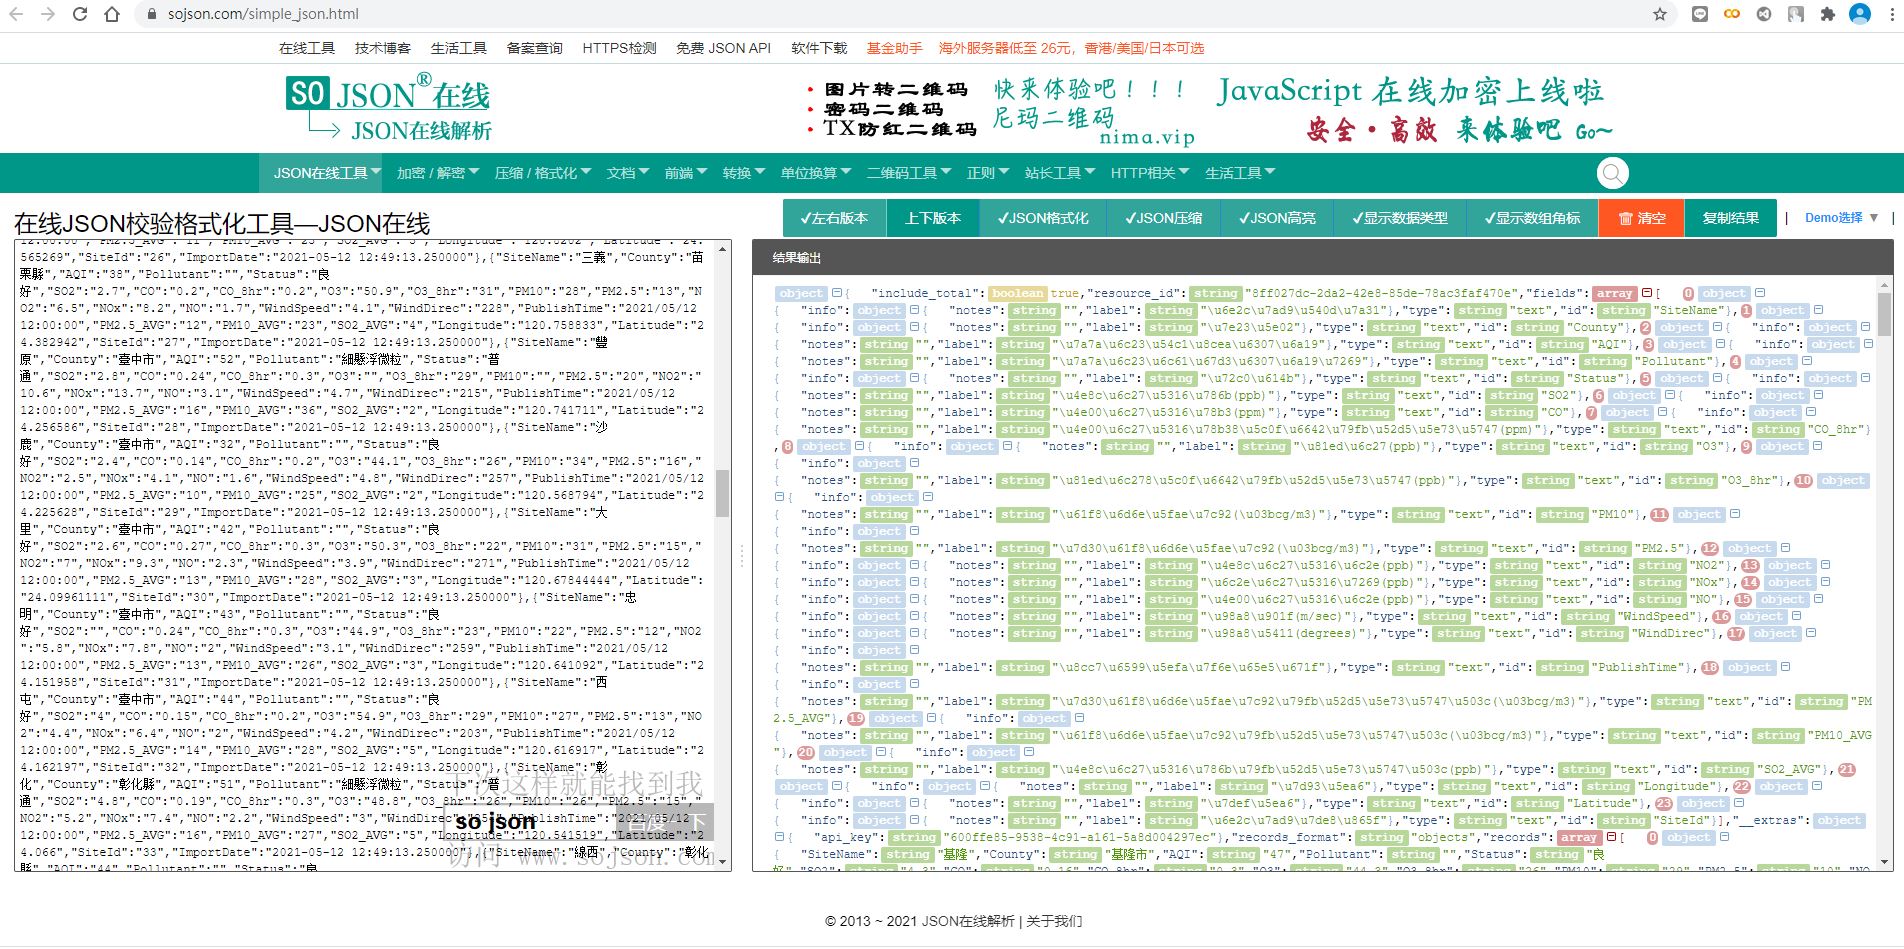 sojson.com/simple_json.html
在线工具 技术博客 生活工具 备案查询 HTTPS检测 免费 JSON API 软件下载 基金助手 海外服务器低至 26元，香港/美国/日本可选
SO JSON®在线
JSON在线解析
• 图片转二维码
• 密码二维码
• TX防红二维码
快来体验吧！！！
尼玛二维码
nima.vip
JavaScript 在线加密上线啦
安全·高效 来体验吧 Go~
JSON在线工具 加密 / 解密 压缩 / 格式化 文档 前端 转换 单位换算 二维码工具 正则 站长工具 HTTP相关 生活工具
在线JSON校验格式化工具—JSON在线
✓左右版本 上下版本 ✓JSON格式化 ✓JSON压缩 ✓JSON高亮 ✓显示数据类型 ✓显示数组角标 清空 复制结果 | Demo选择 ▼ |
565269","SiteId":"26","ImportDate":"2021-05-12 12:49:13.250000"},{"SiteName":"三義","County":"苗
栗縣","AQI":"38","Pollutant":"","Status":"良
好","SO2":"2.7","CO":"0.2","CO_8hr":"0.2","O3":"50.9","O3_8hr":"31","PM10":"28","PM2.5":"13","N
O2":"6.5","NOx":"8.2","NO":"1.7","WindSpeed":"4.1","WindDirec":"228","PublishTime":"2021/05/12
12:00:00","PM2.5_AVG":"12","PM10_AVG":"23","SO2_AVG":"4","Longitude":"120.758833","Latitude":"2
4.382942","SiteId":"27","ImportDate":"2021-05-12 12:49:13.250000"},{"SiteName":"豐
原","County":"臺中市","AQI":"52","Pollutant":"細懸浮微粒","Status":"普
通","SO2":"2.8","CO":"0.24","CO_8hr":"0.3","O3":"","O3_8hr":"29","PM10":"","PM2.5":"20","NO2":"
10.6","NOx":"13.7","NO":"3.1","WindSpeed":"4.7","WindDirec":"215","PublishTime":"2021/05/12
12:00:00","PM2.5_AVG":"16","PM10_AVG":"36","SO2_AVG":"2","Longitude":"120.741711","Latitude":"2
4.256586","SiteId":"28","ImportDate":"2021-05-12 12:49:13.250000"},{"SiteName":"沙
鹿","County":"臺中市","AQI":"32","Pollutant":"","Status":"良
好","SO2":"2.4","CO":"0.14","CO_8hr":"0.2","O3":"44.1","O3_8hr":"26","PM10":"34","PM2.5":"16","
NO2":"2.5","NOx":"4.1","NO":"1.6","WindSpeed":"4.8","WindDirec":"257","PublishTime":"2021/05/12
12:00:00","PM2.5_AVG":"10","PM10_AVG":"25","SO2_AVG":"2","Longitude":"120.568794","Latitude":"2
4.225628","SiteId":"29","ImportDate":"2021-05-12 12:49:13.250000"},{"SiteName":"大
里","County":"臺中市","AQI":"42","Pollutant":"","Status":"良
好","SO2":"2.6","CO":"0.27","CO_8hr":"0.3","O3":"50.3","O3_8hr":"22","PM10":"31","PM2.5":"15","
NO2":"7","NOx":"9.3","NO":"2.3","WindSpeed":"3.9","WindDirec":"271","PublishTime":"2021/05/12
12:00:00","PM2.5_AVG":"13","PM10_AVG":"28","SO2_AVG":"3","Longitude":"120.67844444","Latitude":
"24.09961111","SiteId":"30","ImportDate":"2021-05-12 12:49:13.250000"},{"SiteName":"忠
明","County":"臺中市","AQI":"43","Pollutant":"","Status":"良
好","SO2":"","CO":"0.24","CO_8hr":"0.3","O3":"44.9","O3_8hr":"23","PM10":"22","PM2.5":"12","NO2
":"5.8","NOx":"7.8","NO":"2","WindSpeed":"3.1","WindDirec":"259","PublishTime":"2021/05/12
12:00:00","PM2.5_AVG":"13","PM10_AVG":"26","SO2_AVG":"3","Longitude":"120.641092","Latitude":"2
4.151958","SiteId":"31","ImportDate":"2021-05-12 12:49:13.250000"},{"SiteName":"西
屯","County":"臺中市","AQI":"44","Pollutant":"","Status":"良
好","SO2":"4","CO":"0.15","CO_8hr":"0.2","O3":"54.9","O3_8hr":"29","PM10":"27","PM2.5":"13","NO
2":"4.4","NOx":"6.4","NO":"2","WindSpeed":"4.2","WindDirec":"203","PublishTime":"2021/05/12
12:00:00","PM2.5_AVG":"14","PM10_AVG":"28","SO2_AVG":"5","Longitude":"120.616917","Latitude":"2
4.162197","SiteId":"32","ImportDate":"2021-05-12 12:49:13.250000"},{"SiteName":"彰
化","County":"彰化縣","AQI":"51","Pollutant":"細懸浮微粒","Status":"普
通","SO2":"4.8","CO":"0.19","CO_8hr":"0.3","O3":"48.8","O3_8hr":"26","PM10":"26","PM2.5":"15","
NO2":"5.2","NOx":"7.4","NO":"2.2","WindSpeed":"3"
12:00:00","PM2.5_AVG":"16","PM10_AVG":"27","SO2_AVG":"5","Longitude":"120.541519","Latitude":"2
4.066","SiteId":"33","ImportDate":"2021-05-12 12:49:13.250000"},{"SiteName":"線西","County":"彰化
縣","AQI":"44","Pollutant":"","Status":"良
下次这样就能找到我
so json 百度一下
访问 www.sojson.co
结果输出
object { "include_total":boolean true,"resource_id":string "8ff027dc-2da2-42e8-85de-78ac3faf470e","fields":array [ 0 object
{ "info":object { "notes":string "","label":string "\u6e2c\u7ad9\u540d\u7a31"},"type":string "text","id":string "SiteName"},1 object
{ "info":object { "notes":string "","label":string "\u7e23\u5e02"},"type":string "text","id":string "County"},2 object { "info":object
{ "notes":string "","label":string "\u7a7a\u6c23\u54c1\u8cea\u6307\u6a19"},"type":string "text","id":string "AQI"},3 object { "info":object
{ "notes":string "","label":string "\u7a7a\u6c23\u6c61\u67d3\u6307\u6a19\u7269"},"type":string "text","id":string "Pollutant"},4 object
{ "info":object { "notes":string "","label":string "\u72c0\u614b"},"type":string "text","id":string "Status"},5 object { "info":object
{ "notes":string "","label":string "\u4e8c\u6c27\u5316\u786b(ppb)"},"type":string "text","id":string "SO2"},6 object { "info":object
{ "notes":string "","label":string "\u4e00\u6c27\u5316\u78b3(ppm)"},"type":string "text","id":string "CO"},7 object { "info":object
{ "notes":string "","label":string "\u4e00\u6c27\u5316\u78b38\u5c0f\u6642\u79fb\u52d5\u5e73\u5747(ppm)"},"type":string "text","id":string "CO_8hr"}
,8 object { "info":object { "notes":string "","label":string "\u81ed\u6c27(ppb)"},"type":string "text","id":string "O3"},9 object
{ "info":object
{ "notes":string "","label":string "\u81ed\u6c278\u5c0f\u6642\u79fb\u52d5\u5e73\u5747(ppb)"},"type":string "text","id":string "O3_8hr"},10 object
{ "info":object
{ "notes":string "","label":string "\u61f8\u6d6e\u5fae\u7c92(\u03bcg/m3)"},"type":string "text","id":string "PM10"},11 object
{ "info":object
{ "notes":string "","label":string "\u7d30\u61f8\u6d6e\u5fae\u7c92(\u03bcg/m3)"},"type":string "text","id":string "PM2.5"},12 object
{ "info":object { "notes":string "","label":string "\u4e8c\u6c27\u5316\u6c2e(ppb)"},"type":string "text","id":string "NO2"},13 object
{ "info":object { "notes":string "","label":string "\u6c2e\u6c27\u5316\u7269(ppb)"},"type":string "text","id":string "NOx"},14 object
{ "info":object { "notes":string "","label":string "\u4e00\u6c27\u5316\u6c2e(ppb)"},"type":string "text","id":string "NO"},15 object
{ "info":object { "notes":string "","label":string "\u98a8\u901f(m/sec)"},"type":string "text","id":string "WindSpeed"},16 object
{ "info":object { "notes":string "","label":string "\u98a8\u5411(degrees)"},"type":string "text","id":string "WindDirec"},17 object
{ "info":object
{ "notes":string "","label":string "\u8cc7\u6599\u5efa\u7f6e\u65e5\u671f"},"type":string "text","id":string "PublishTime"},18 object
{ "info":object
{ "notes":string "","label":string "\u7d30\u61f8\u6d6e\u5fae\u7c92\u79fb\u52d5\u5e73\u5747\u503c(\u03bcg/m3)"},"type":string "text","id":string "PM
2.5_AVG"},19 object { "info":object
{ "notes":string "","label":string "\u61f8\u6d6e\u5fae\u7c92\u79fb\u52d5\u5e73\u5747\u503c(\u03bcg/m3)"},"type":string "text","id":string "PM10_AVG
"},20 object { "info":object
{ "notes":string "","label":string "\u4e8c\u6c27\u5316\u786b\u79fb\u52d5\u5e73\u5747\u503c(ppb)"},"type":string "text","id":string "SO2_AVG"},21
object { "info":object { "notes":string "","label":string "\u7d93\u5ea6"},"type":string "text","id":string "Longitude"},22 object
{ "info":object { "notes":string "","label":string "\u7def\u5ea6"},"type":string "text","id":string "Latitude"},23 object
{ "info":object { "notes":string "","label":string "\u6e2c\u7ad9\u7de8\u865f"},"type":string "text","id":string "SiteId"}],"__extras":object
{ "api_key":string "600ffe85-9538-4c91-a161-5a8d004297ec"},"records_format":string "objects","records":array [ 0 object
{ "SiteName":string "基隆","County":string "基隆市","AQI":string "47","Pollutant":string "","Status":string "良
© 2013 ~ 2021 JSON在线解析 | 关于我们